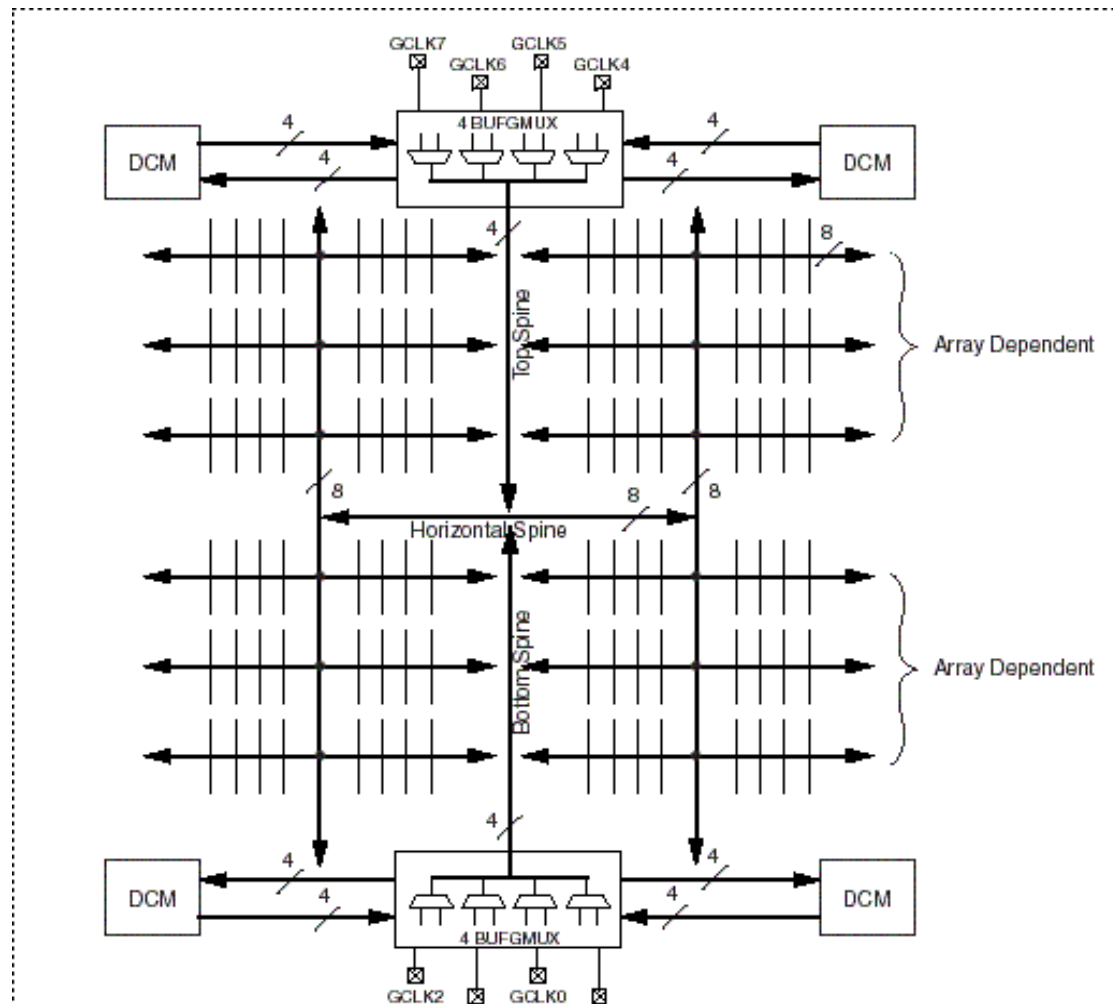 GCLK7
GCLK5
GCLK6
GCLK4
4 BUFGMUX
DCM
4
4
4
4
DCM
4
8
Top Spine
Array Dependent
8
8
8
Horizontal Spine
Bottom Spine
Array Dependent
4
DCM
4
4
4
4
DCM
4 BUFGMUX
GCLK2
GCLK0